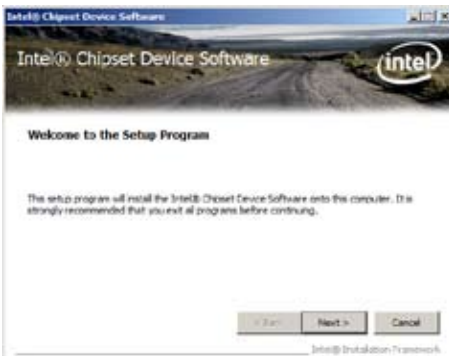 Intel® Chipset Device Software
Intel® Chipset Device Software
intel
Welcome to the Setup Program
This setup program will install the Intel® Chipset Device Software onto this computer. It is
strongly recommended that you exit all programs before continuing.
< Back
Next >
Cancel
Intel® Installation Framework